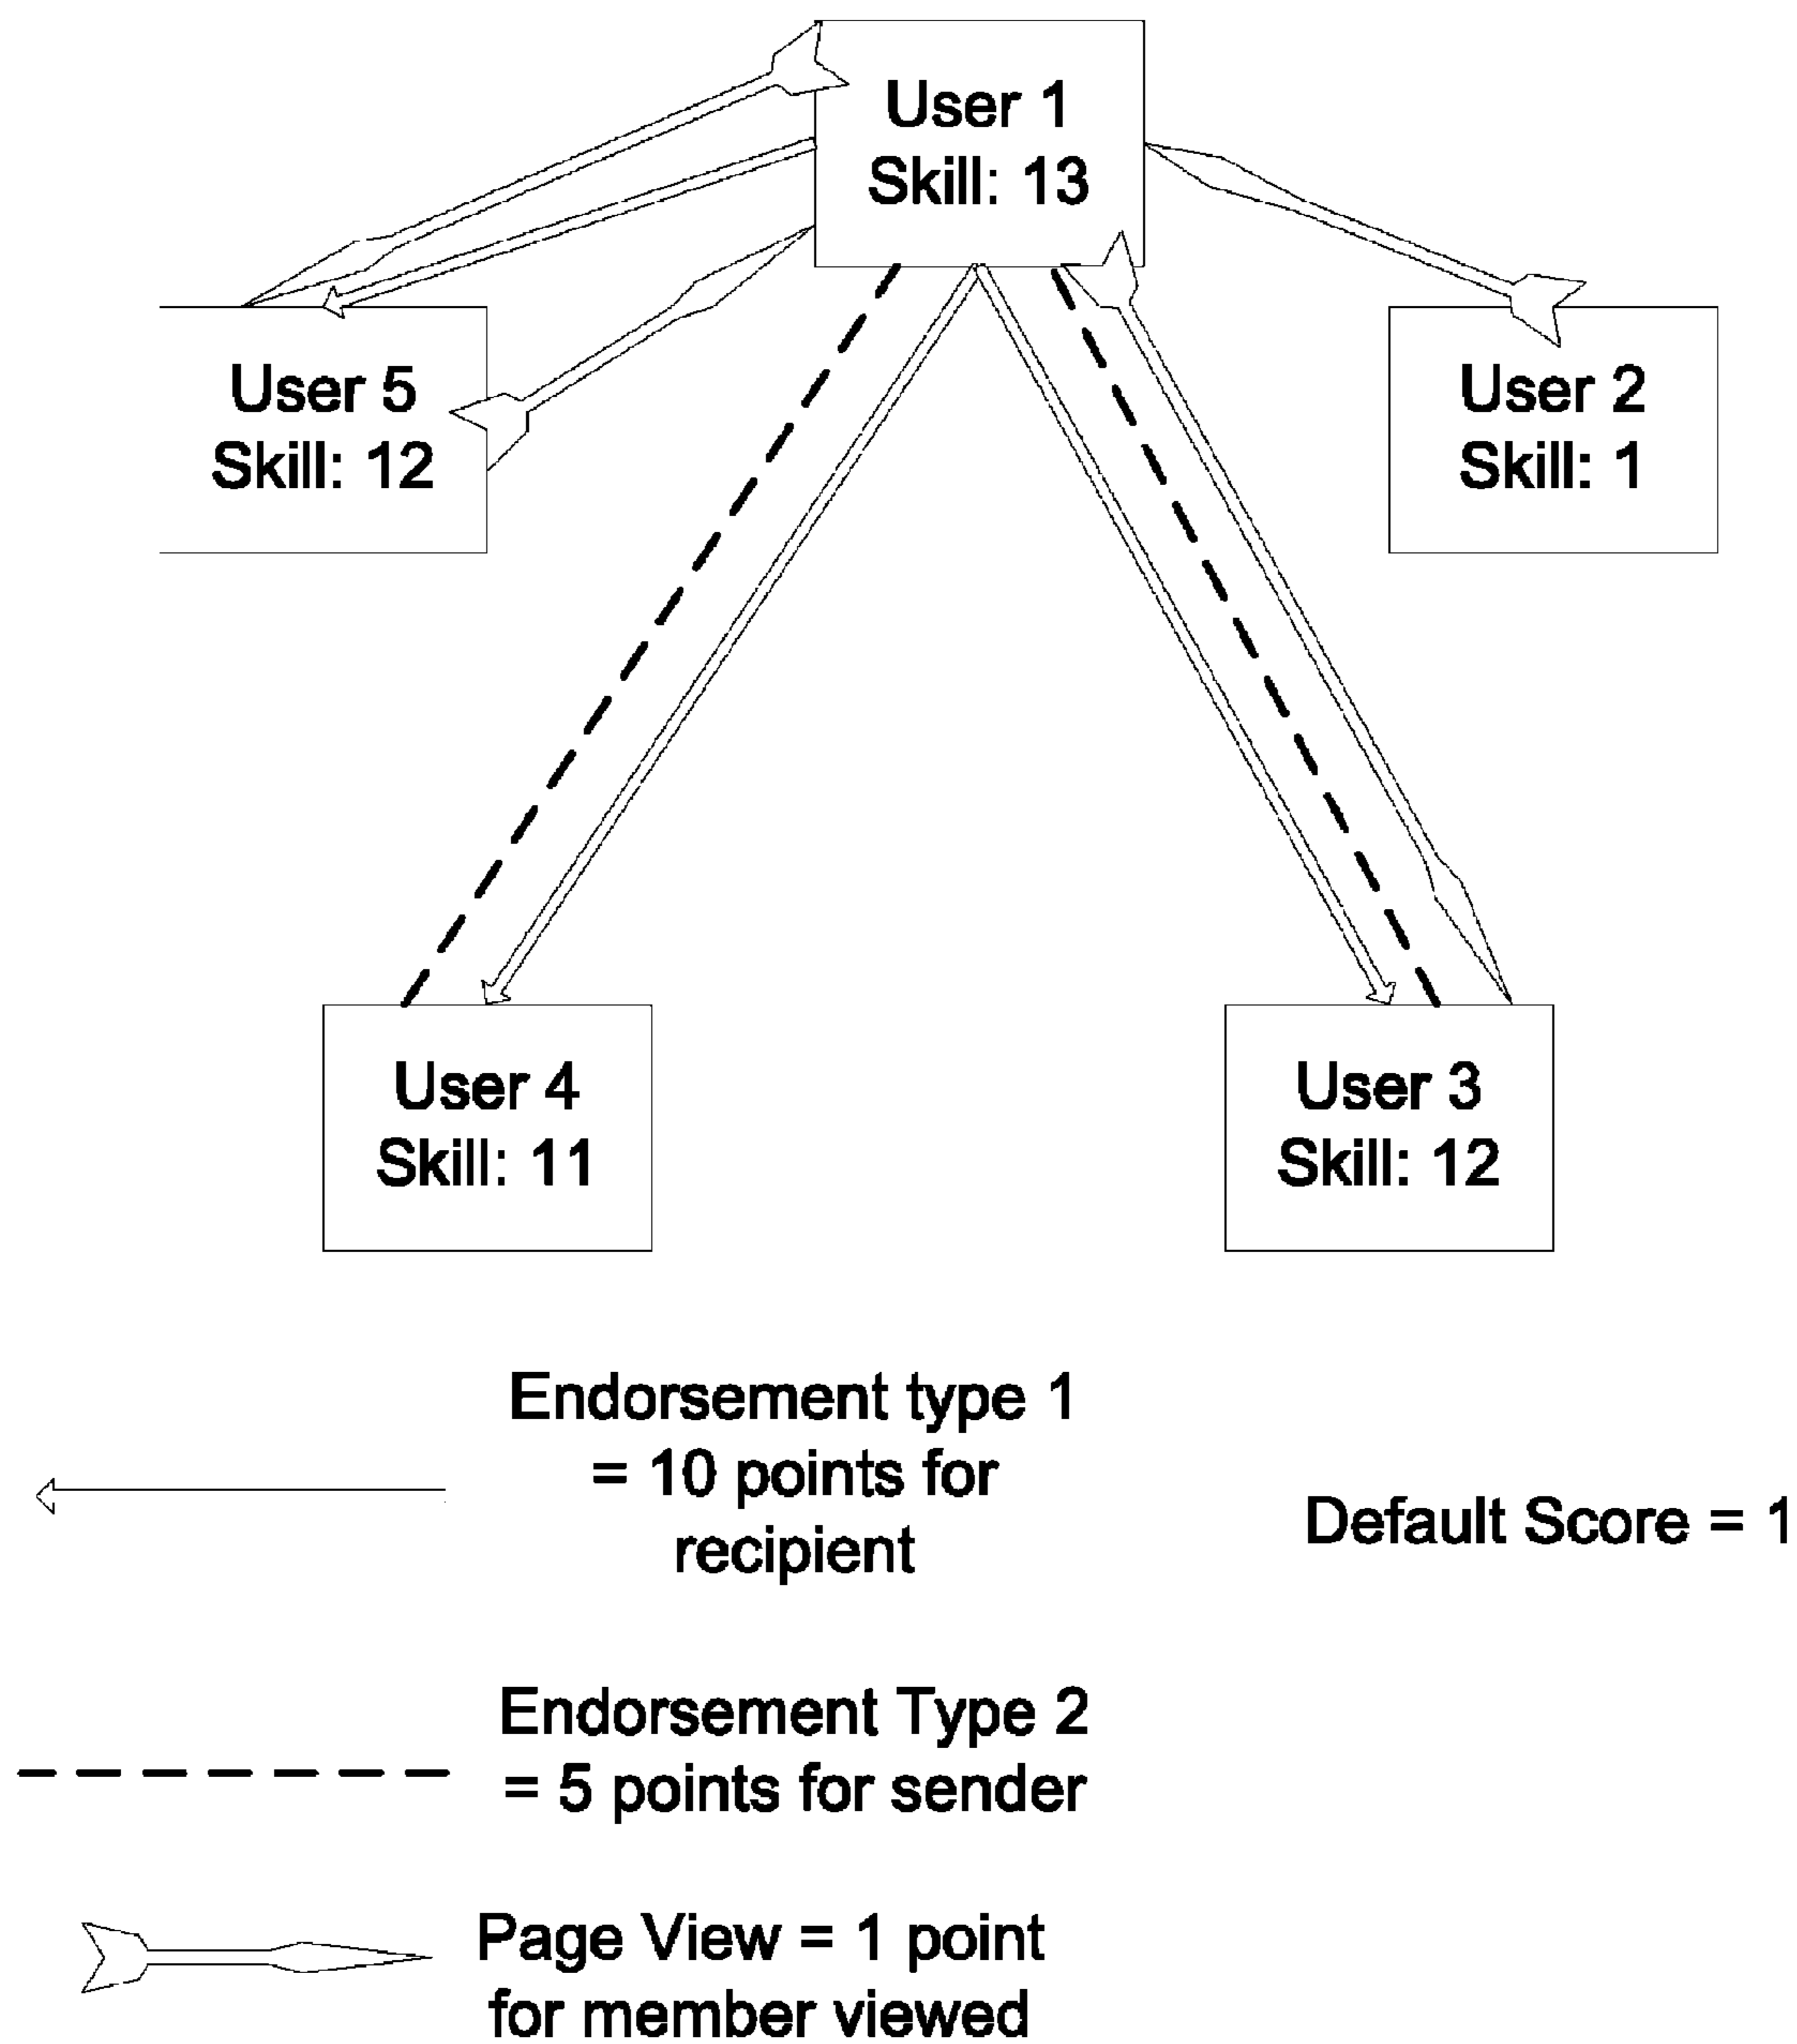 User 1
Skill: 13
User 5
Skill: 12
User 2
Skill: 1
User 4
Skill: 11
User 3
Skill: 12
Endorsement type 1
= 10 points for
recipient
Default Score = 1
Endorsement Type 2
= 5 points for sender
Page View = 1 point
for member viewed